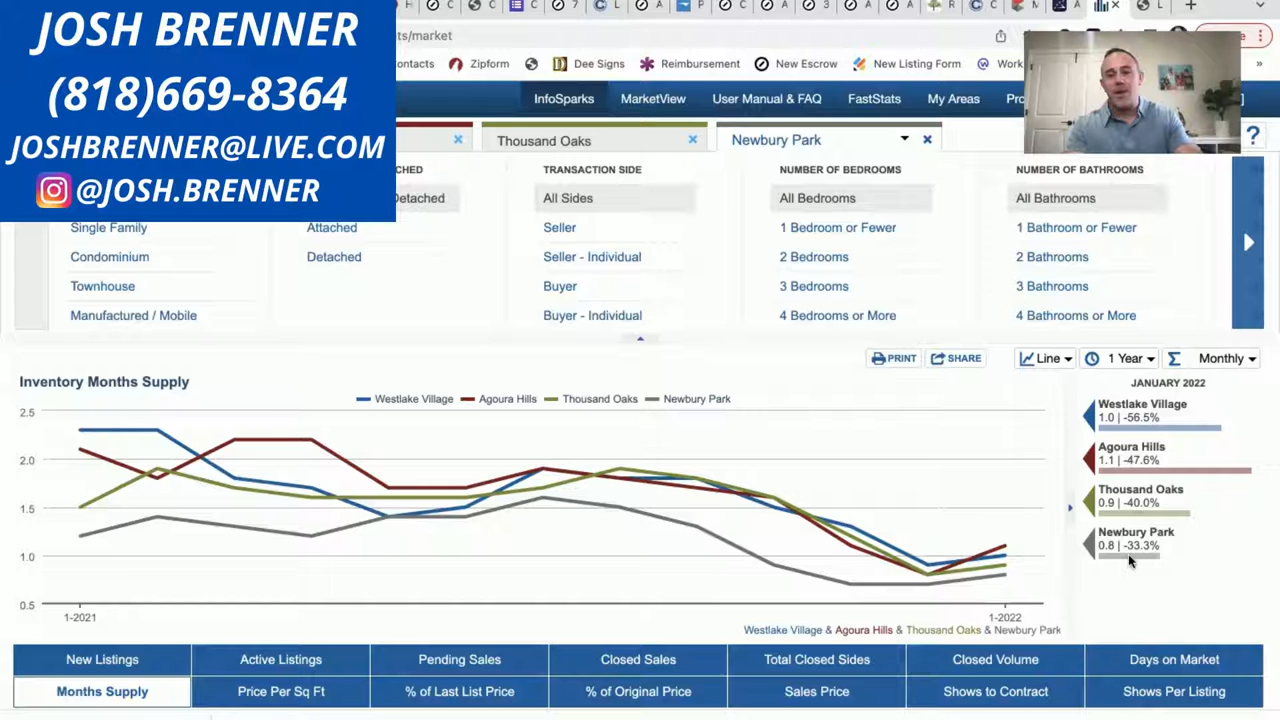 JOSH BRENNER
(818)669-8364
JOSHBRENNER@LIVE.COM
@JOSH.BRENNER
ts/market
ontacts Zipform Dee Signs Reimbursement New Escrow New Listing Form Work »
InfoSparks MarketView User Manual & FAQ FastStats My Areas
Thousand Oaks
Newbury Park
?
CHED TRANSACTION SIDE NUMBER OF BEDROOMS NUMBER OF BATHROOMS
Detached All Sides All Bedrooms All Bathrooms
Single Family Attached Seller 1 Bedroom or Fewer 1 Bathroom or Fewer
Condominium Detached Seller - Individual 2 Bedrooms 2 Bathrooms
Townhouse Buyer 3 Bedrooms 3 Bathrooms
Manufactured / Mobile Buyer - Individual 4 Bedrooms or More 4 Bathrooms or More
PRINT SHARE Line 1 Year Σ Monthly
Inventory Months Supply
JANUARY 2022
Westlake Village Agoura Hills Thousand Oaks Newbury Park
2.5
2.0
1.5
1.0
0.5
1-2021 1-2022
Westlake Village
1.0 | -56.5%
Agoura Hills
1.1 | -47.6%
Thousand Oaks
0.9 | -40.0%
Newbury Park
0.8 | -33.3%
Westlake Village & Agoura Hills & Thousand Oaks & Newbury Park
New Listings Active Listings Pending Sales Closed Sales Total Closed Sides Closed Volume Days on Market
Months Supply Price Per Sq Ft % of Last List Price % of Original Price Sales Price Shows to Contract Shows Per Listing